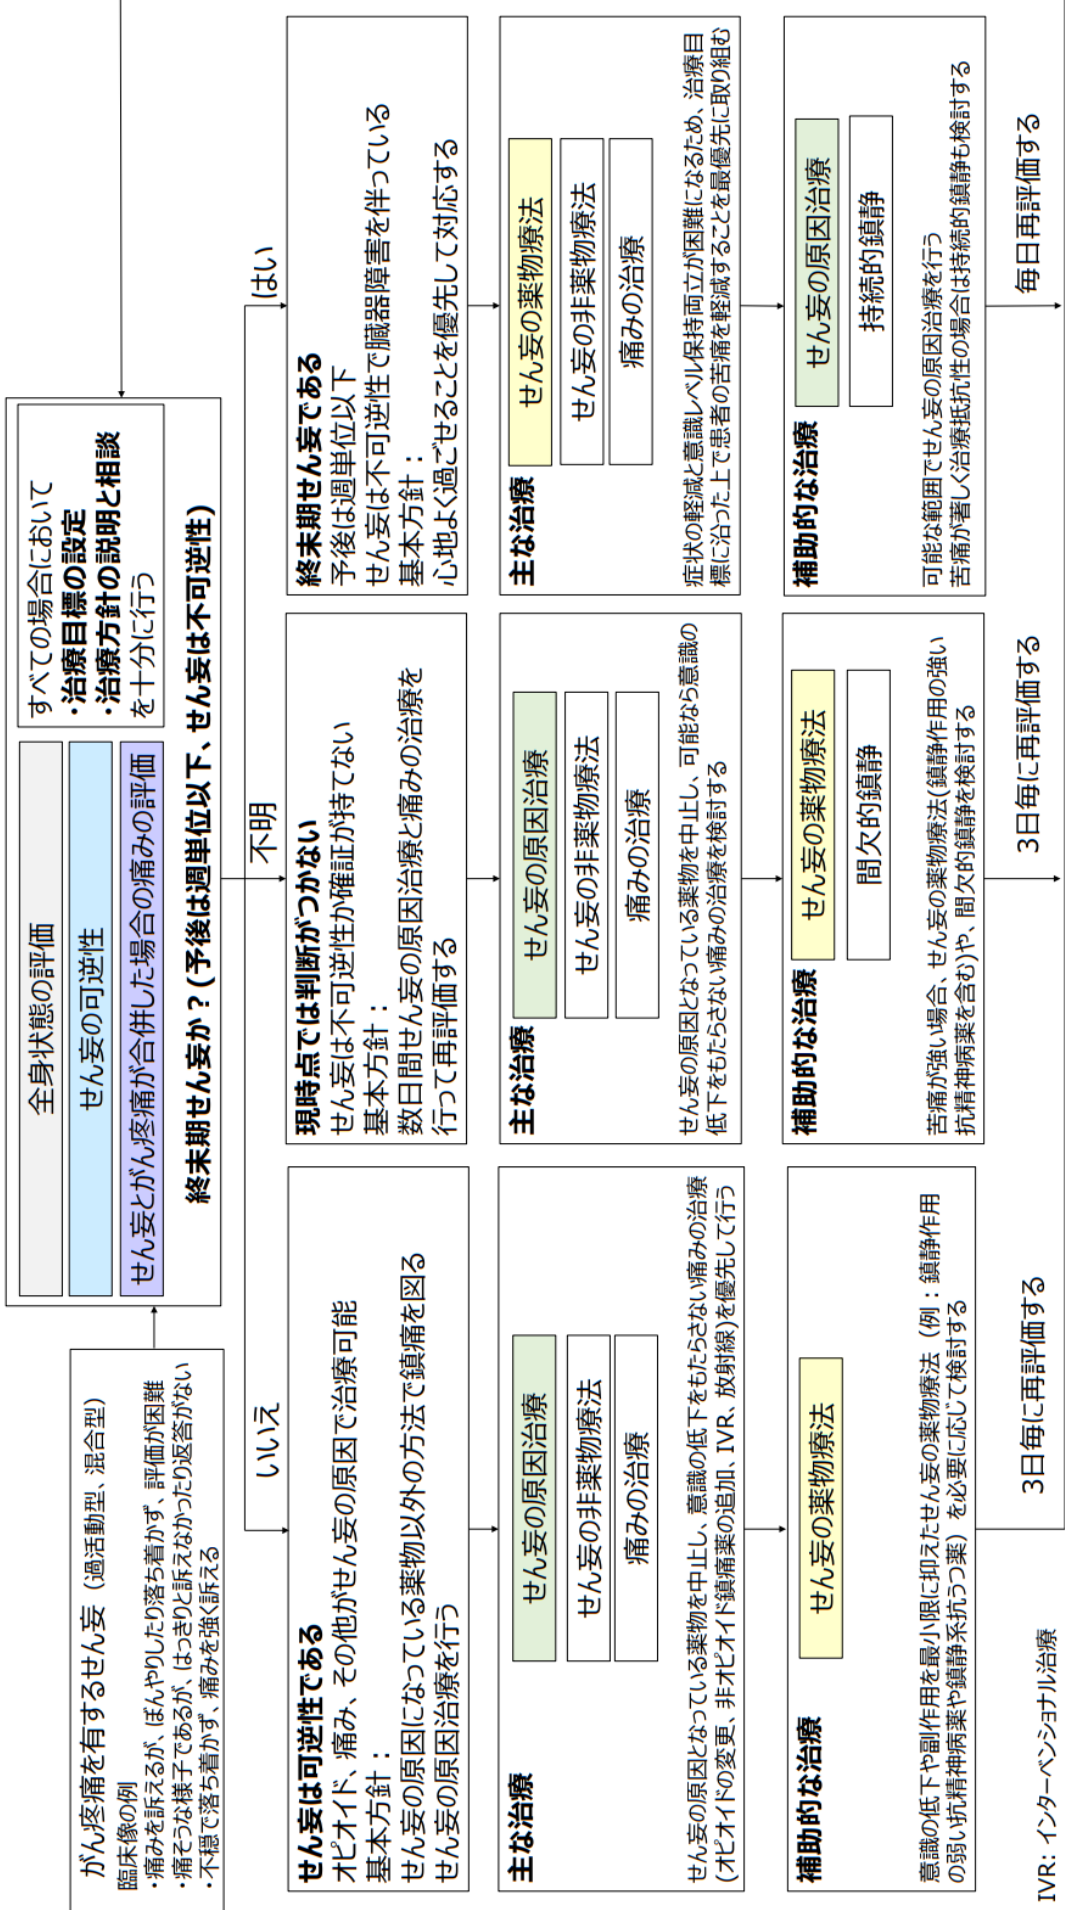 がん疼痛を有するせん妄（過活動型、混合型）
臨床像の例
・痛みを訴えるが、ぼんやりしたり落ち着かず、評価が困難
・痛そうな様子であるが、はっきりと訴えなかったり返答がない
・不穏で落ち着かず、痛みを強く訴える
全身状態の評価
せん妄の可逆性
せん妄とがん疼痛が合併した場合の痛みの評価
すべての場合において
・治療目標の設定
・治療方針の説明と相談
を十分に行う
終末期せん妄か？(予後は週単位以下、せん妄は不可逆性)
いいえ
不明
はい
せん妄は可逆性である
オピオイド、痛み、その他がせん妄の原因で治療可能
基本方針：
せん妄の原因になっている薬物以外の方法で鎮痛を図る
せん妄の原因治療を行う
主な治療
せん妄の原因治療
せん妄の非薬物療法
痛みの治療
せん妄の原因となっている薬物を中止し、意識の低下をもたらさない痛みの治療
(オピオイドの変更、非オピオイド鎮痛薬の追加、IVR、放射線)を優先して行う
補助的な治療
せん妄の薬物療法
意識の低下や副作用を最小限に抑えたせん妄の薬物療法（例：鎮静作用
の弱い抗精神病薬や鎮静系抗うつ薬）を必要に応じて検討する
3日毎に再評価する
現時点では判断がつかない
せん妄は不可逆性か確証が持てない
基本方針：
数日間せん妄の原因治療と痛みの治療を
行って再評価する
主な治療
せん妄の原因治療
せん妄の非薬物療法
痛みの治療
せん妄の原因となっている薬物を中止し、可能なら意識の
低下をもたらさない痛みの治療を検討する
補助的な治療
せん妄の薬物療法
間欠的鎮静
苦痛が強い場合、せん妄の薬物療法(鎮静作用の強い
抗精神病薬を含む)や、間欠的鎮静を検討する
3日毎に再評価する
終末期せん妄である
予後は週単位以下
せん妄は不可逆性で臓器障害を伴っている
基本方針：
心地よく過ごせることを優先して対応する
主な治療
せん妄の薬物療法
せん妄の非薬物療法
痛みの治療
症状の軽減と意識レベル保持両立が困難になるため、治療目
標に沿った上で患者の苦痛を軽減することを最優先に取り組む
補助的な治療
せん妄の原因治療
持続的鎮静
可能な範囲でせん妄の原因治療を行う
苦痛が著しく治療抵抗性の場合は持続的鎮静も検討する
毎日再評価する
IVR: インターベンショナル治療